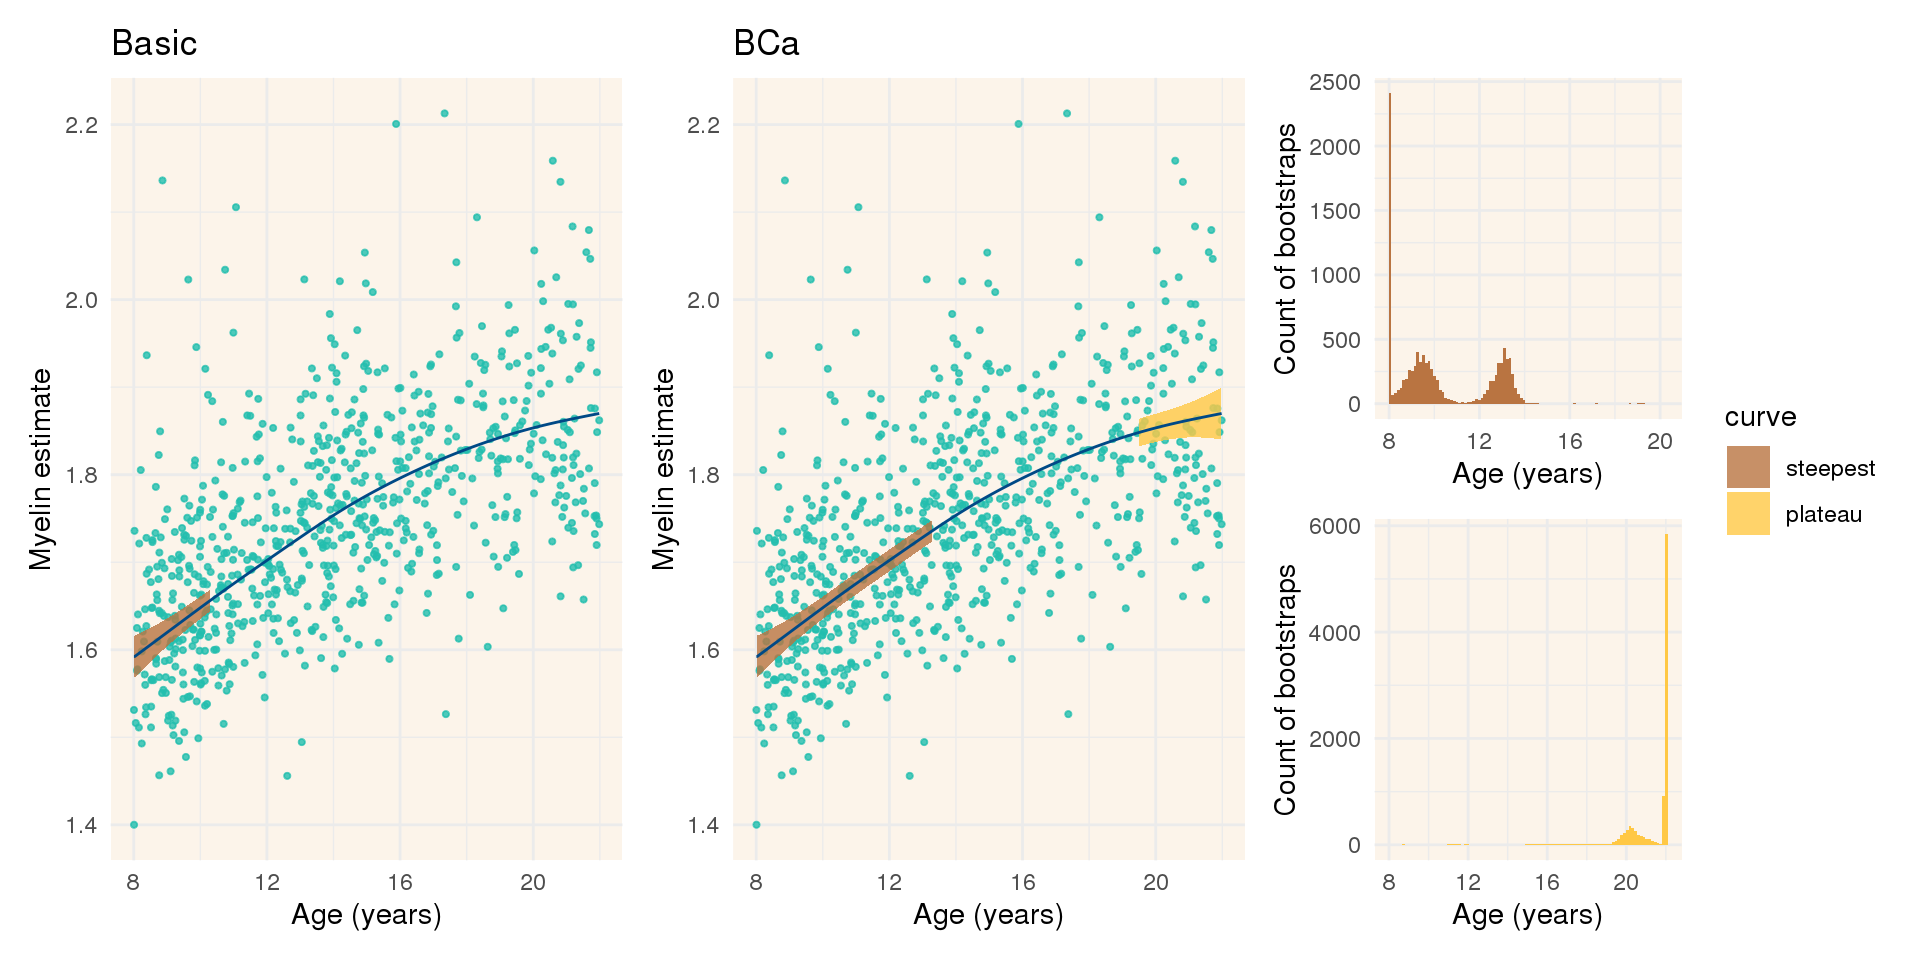 Basic
Myelin estimate
2.2
2.0
1.8
1.6
1.4
8 12 16 20
Age (years)
BCa
Myelin estimate
2.2
2.0
1.8
1.6
1.4
8 12 16 20
Age (years)
Count of bootstraps
2500
2000
1500
1000
500
0
8 12 16 20
Age (years)
Count of bootstraps
6000
4000
2000
0
8 12 16 20
Age (years)
curve
steepest
plateau